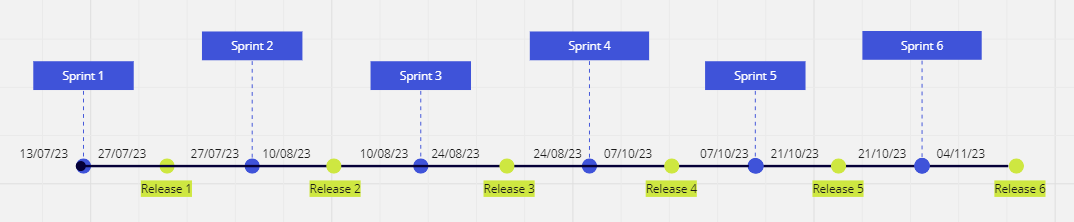 Sprint 1
Sprint 2
Sprint 3
Sprint 4
Sprint 5
Sprint 6
13/07/23 27/07/23 27/07/23 10/08/23 10/08/23 24/08/23 24/08/23 07/10/23 07/10/23 21/10/23 21/10/23 04/11/23
Release 1 Release 2 Release 3 Release 4 Release 5 Release 6